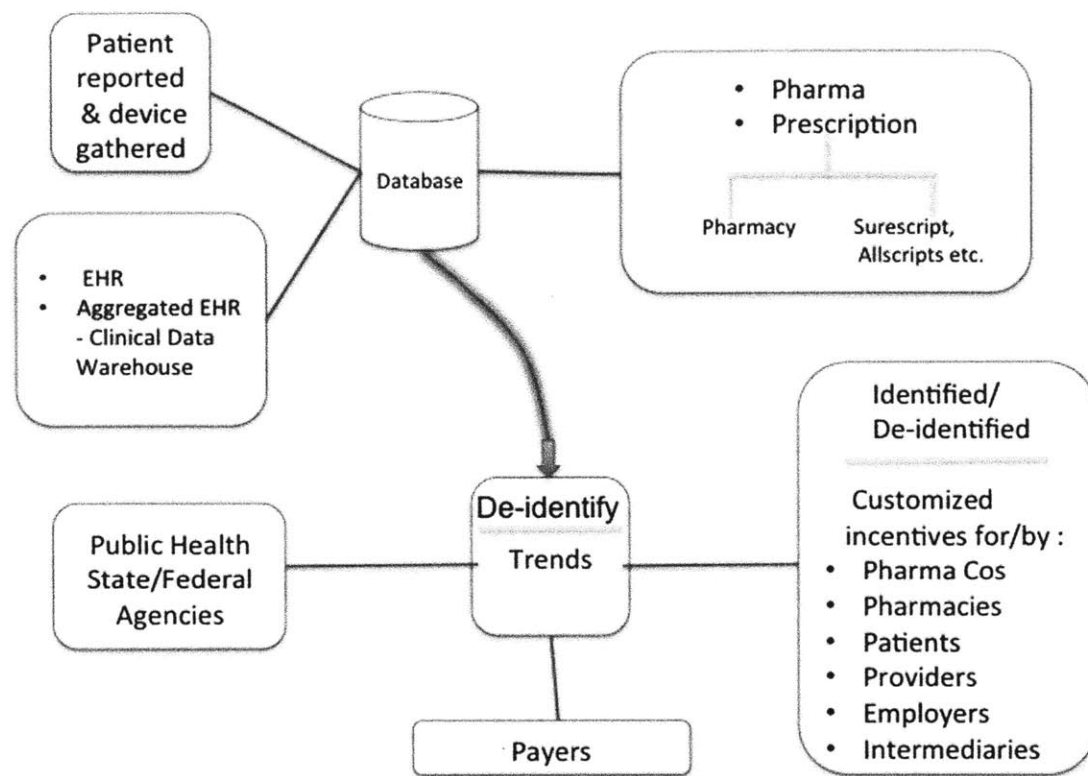 Patient
reported
& device
gathered
Database
• Pharma
• Prescription
Pharmacy
Surescript,
Allscripts etc.
• EHR
• Aggregated EHR
- Clinical Data
Warehouse
De-identify
Trends
Public Health
State/Federal
Agencies
Payers
Identified/
De-identified
Customized
incentives for/by :
• Pharma Cos
• Pharmacies
• Patients
• Providers
• Employers
• Intermediaries